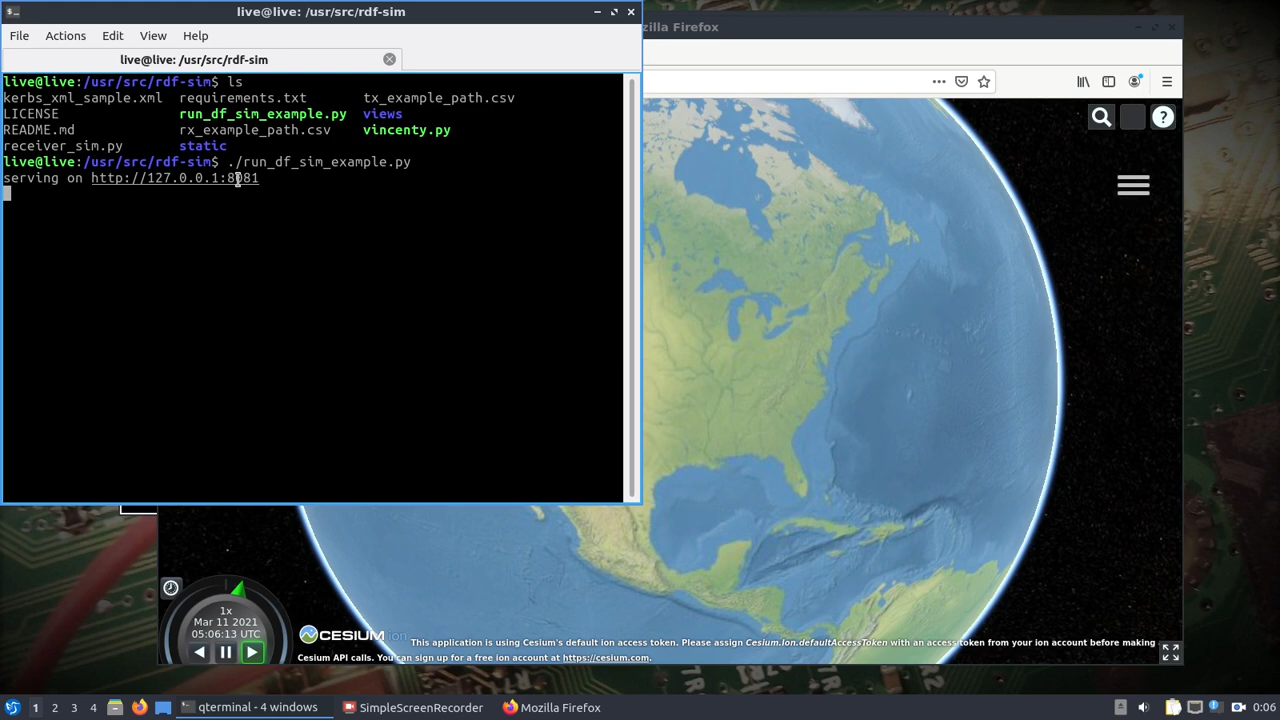 live@live: /usr/src/rdf-sim
zilla Firefox
File Actions Edit View Help
live@live: /usr/src/rdf-sim
live@live:/usr/src/rdf-sim$ ls
kerbs_xml_sample.xml requirements.txt tx_example_path.csv
LICENSE run_df_sim_example.py views
README.md rx_example_path.csv vincenty.py
receiver_sim.py static
live@live:/usr/src/rdf-sim$ ./run_df_sim_example.py
serving on http://127.0.0.1:8081
1x
Mar 11 2021
05:06:13 UTC
CESIUM ion
This application is using Cesium's default ion access token. Please assign Cesium.Ion.defaultAccessToken with an access token from your ion account before making
Cesium API calls. You can sign up for a free ion account at https://cesium.com.
TR
1 2 3 4 qterminal - 4 windows SimpleScreenRecorder Mozilla Firefox 0:06